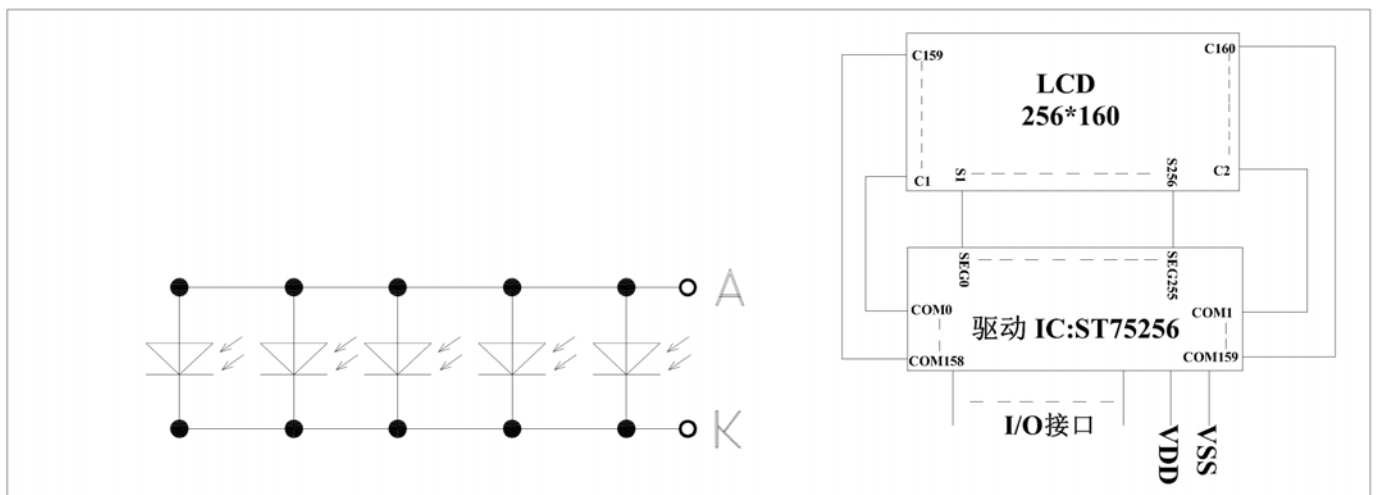 A
K
C159
C160
LCD
256*160
C1
S1
S256
C2
SEG0
SEG255
COM0
COM1
驱动 IC:ST75256
COM158
COM159
I/O接口
VDD
VSS